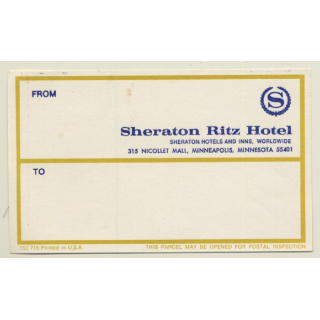 FROM
S
Sheraton Ritz Hotel
SHERATON HOTELS AND INNS, WORLDWIDE
315 NICOLLET MALL, MINNEAPOLIS, MINNESOTA 55401
TO
775 Printed in U.S.A.
THIS PARCEL MAY BE OPENED FOR POSTAL INSPECTION